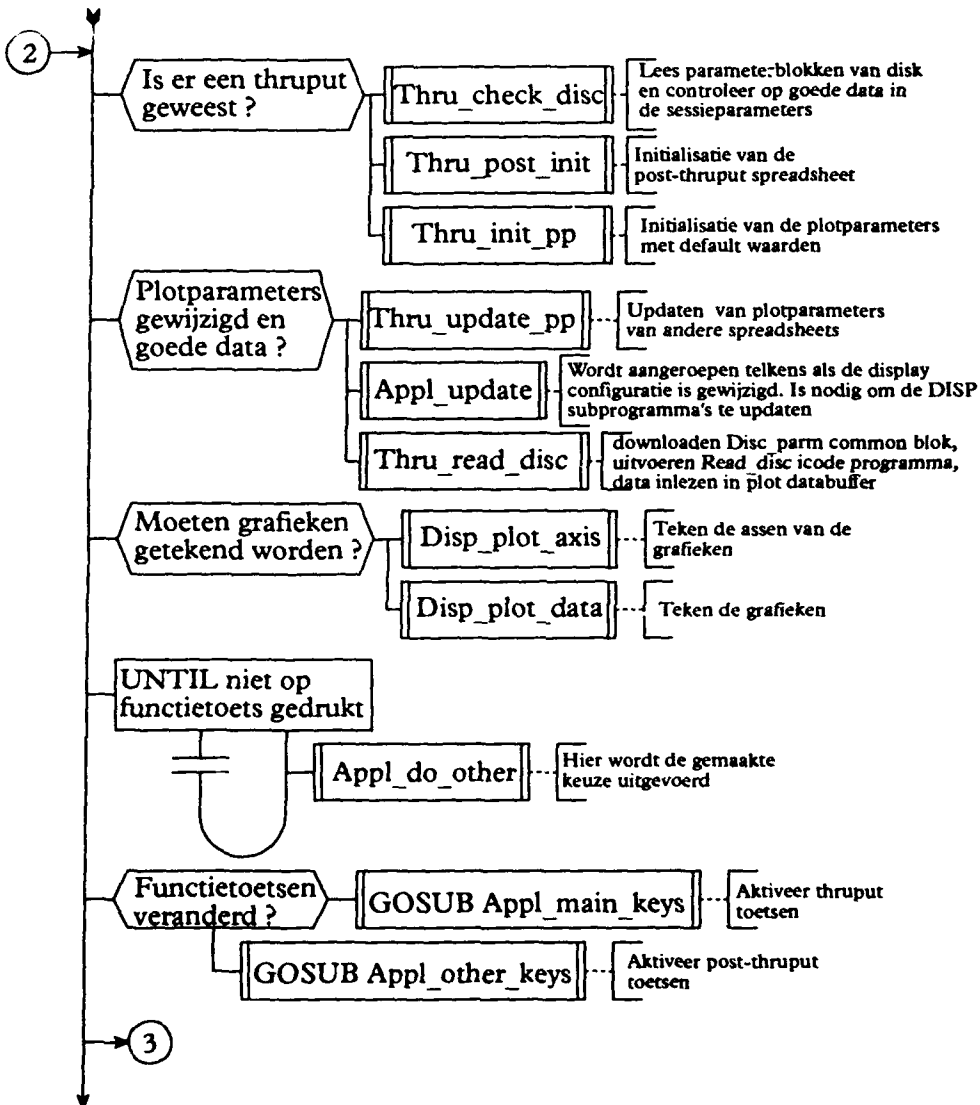 2
Is er een thruput
geweest ?
Thru_check_disc
Lees parameterblokken van disk
en controleer op goede data in
de sessieparameters
Thru_post_init
Initialisatie van de
post-thruput spreadsheet
Thru_init_pp
Initialisatie van de plotparameters
met default waarden
Plotparameters
gewijzigd en
goede data ?
Thru_update_pp
Updaten van plotparameters
van andere spreadsheets
Appl_update
Wordt aangeroepen telkens als de display
configuratie is gewijzigd. Is nodig om de DISP
subprogramma's te updaten
Thru_read_disc
downloaden Disc_parm common blok,
uitvoeren Read_disc icode programma,
data inlezen in plot databuffer
Moeten grafieken
getekend worden ?
Disp_plot_axis
Teken de assen van de
grafieken
Disp_plot_data
Teken de grafieken
UNTIL niet op
functietoets gedrukt
Appl_do_other
Hier wordt de gemaakte
keuze uitgevoerd
Functietoetsen
veranderd ?
GOSUB Appl_main_keys
Aktiveer thruput
toetsen
GOSUB Appl_other_keys
Aktiveer post-thruput
toetsen
3